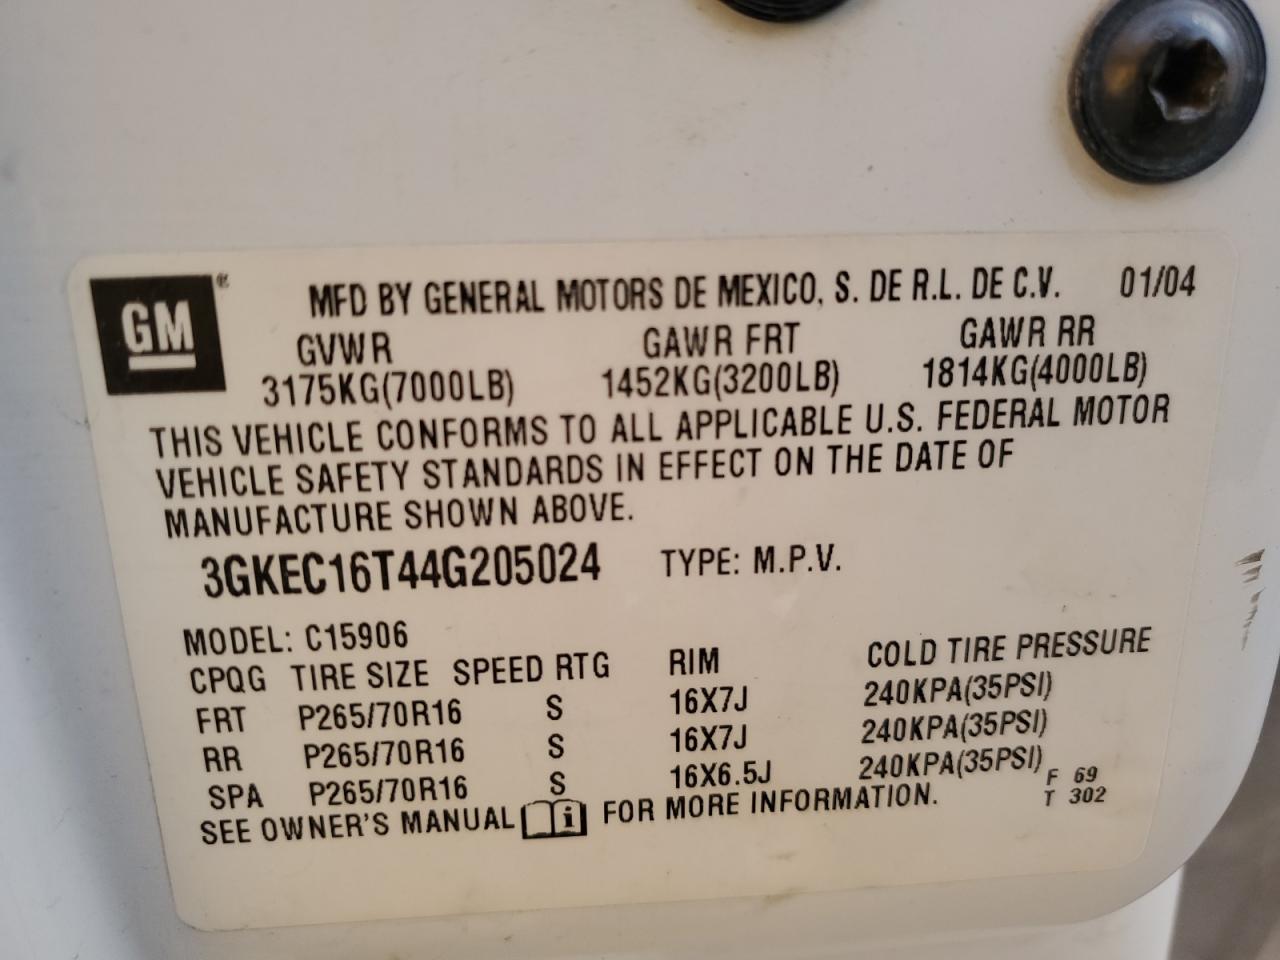 GM®
MFD BY GENERAL MOTORS DE MEXICO, S. DE R.L. DE C.V. 01/04
GVWR GAWR FRT GAWR RR
3175KG(7000LB) 1452KG(3200LB) 1814KG(4000LB)
THIS VEHICLE CONFORMS TO ALL APPLICABLE U.S. FEDERAL MOTOR
VEHICLE SAFETY STANDARDS IN EFFECT ON THE DATE OF
MANUFACTURE SHOWN ABOVE.
3GKEC16T44G205024 TYPE: M.P.V.
MODEL: C15906
CPQG TIRE SIZE SPEED RTG RIM COLD TIRE PRESSURE
FRT P265/70R16 S 16X7J 240KPA(35PSI)
RR P265/70R16 S 16X7J 240KPA(35PSI)
SPA P265/70R16 S 16X6.5J 240KPA(35PSI) F 69
SEE OWNER'S MANUAL i FOR MORE INFORMATION. T 302